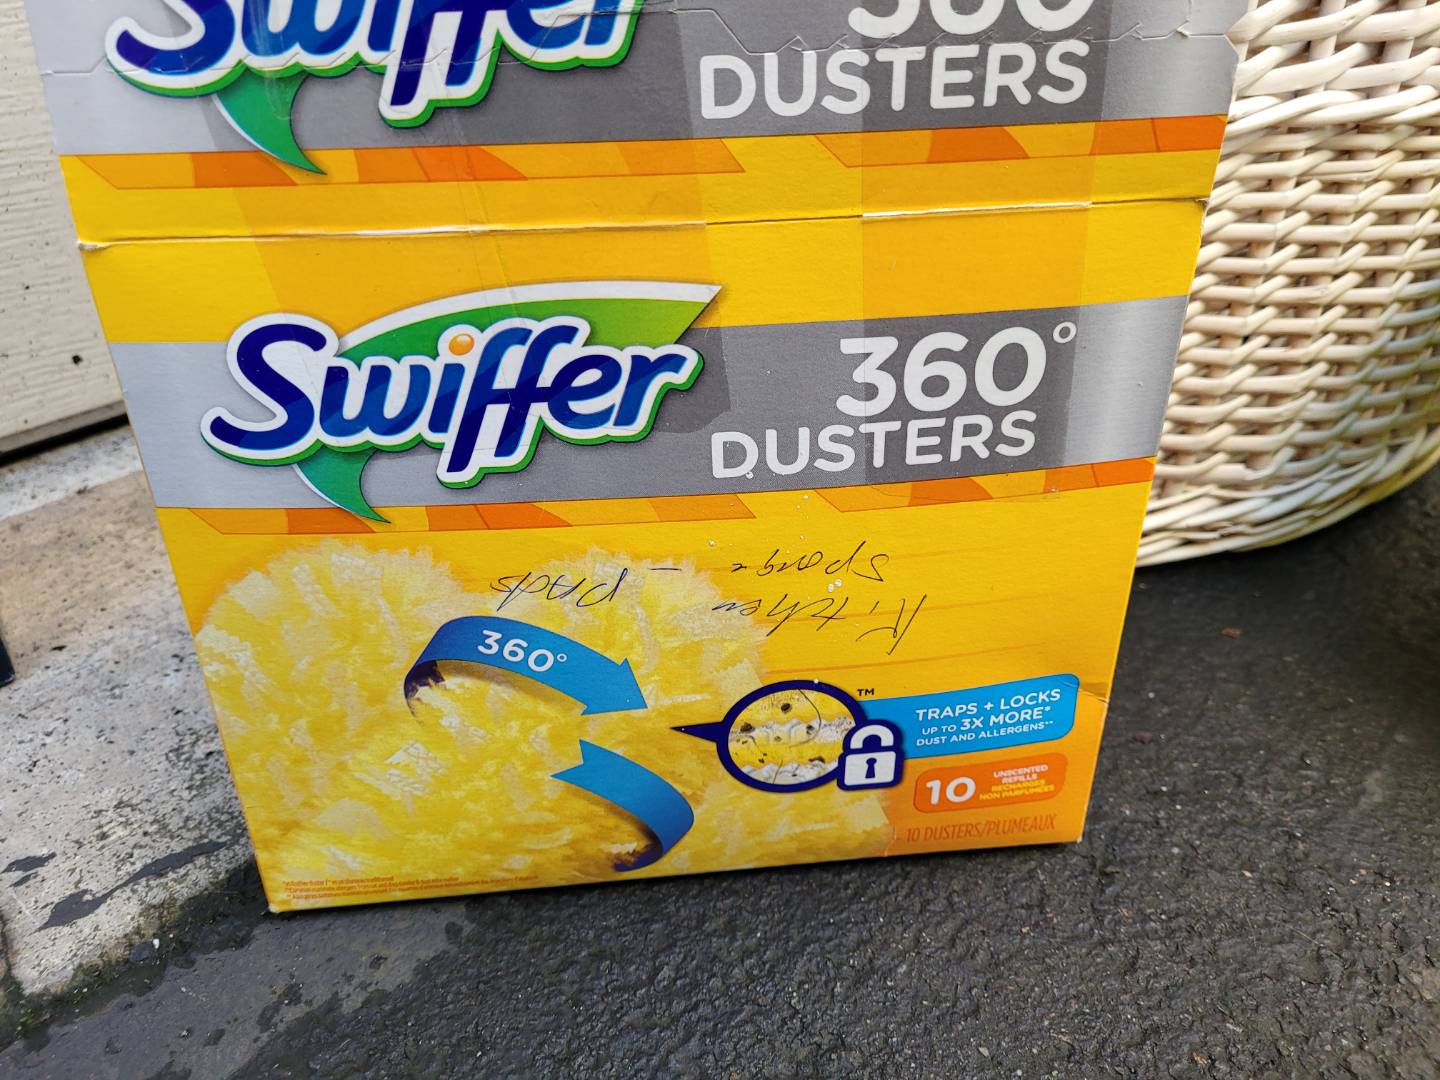 Swiffer
360
DUSTERS
Swiffer
360°
DUSTERS
Kitchen
Sponge - PADS
360°
TM
TRAPS + LOCKS
UP TO 3X MORE*
DUST AND ALLERGENS**
10
UNSCENTED
REFILLS
RECHARGES
NON PARFUMÉES
10 DUSTERS/PLUMEAUX